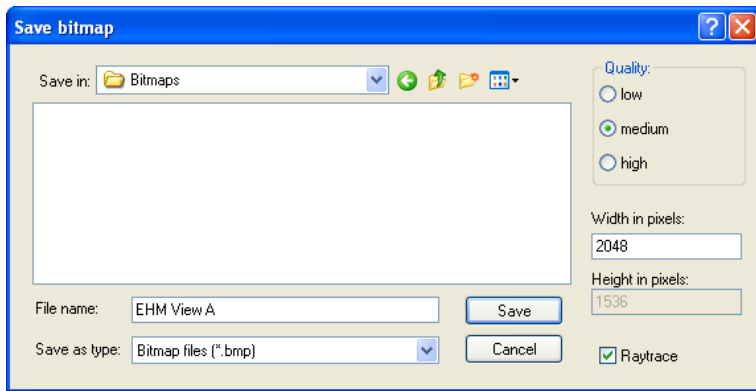 Save bitmap
Save in: Bitmaps
Quality:
low
medium
high
Width in pixels:
2048
Height in pixels:
1536
File name: EHM View A
Save
Save as type: Bitmap files (*.bmp)
Cancel
Raytrace